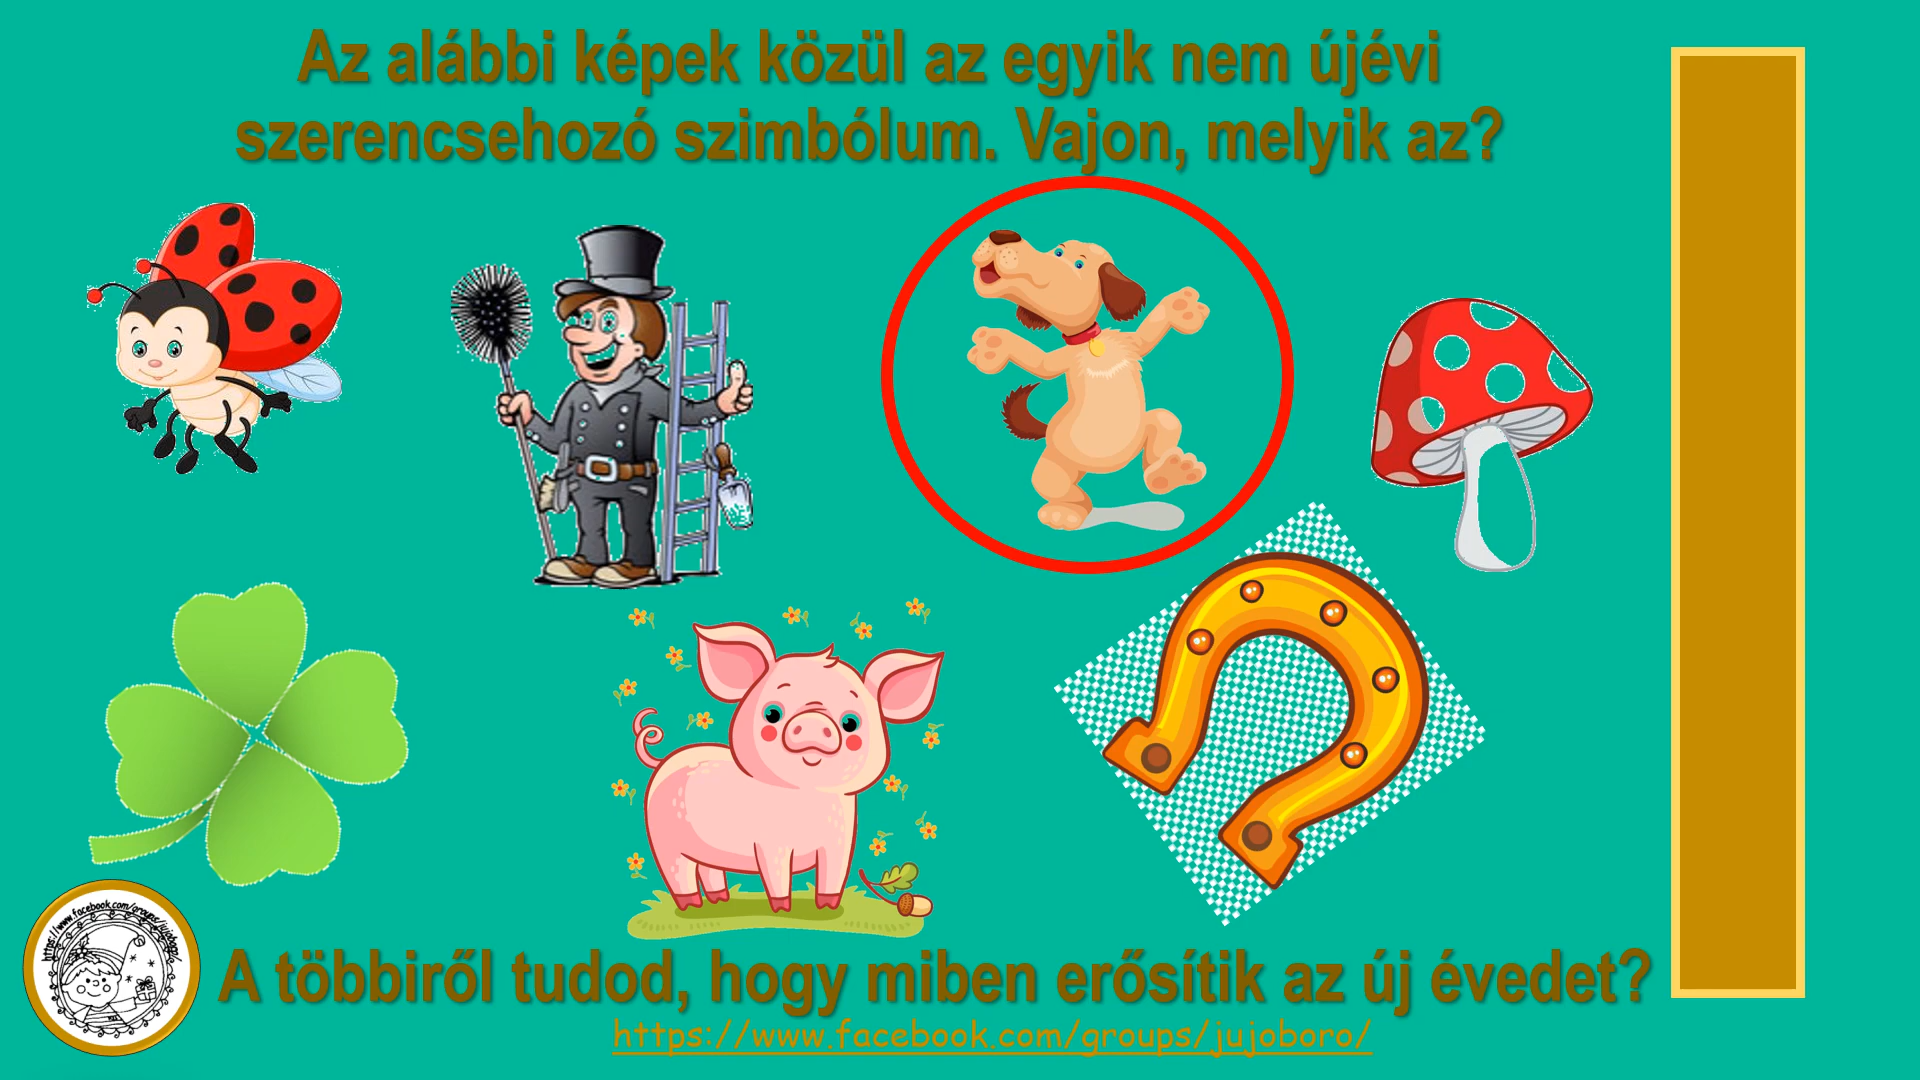 Az alábbi képek közül az egyik nem újévi
szerencsehozó szimbólum. Vajon, melyik az?
A többiről tudod, hogy miben erősítik az új évedet?
https://www.facebook.com/groups/jujoboro/